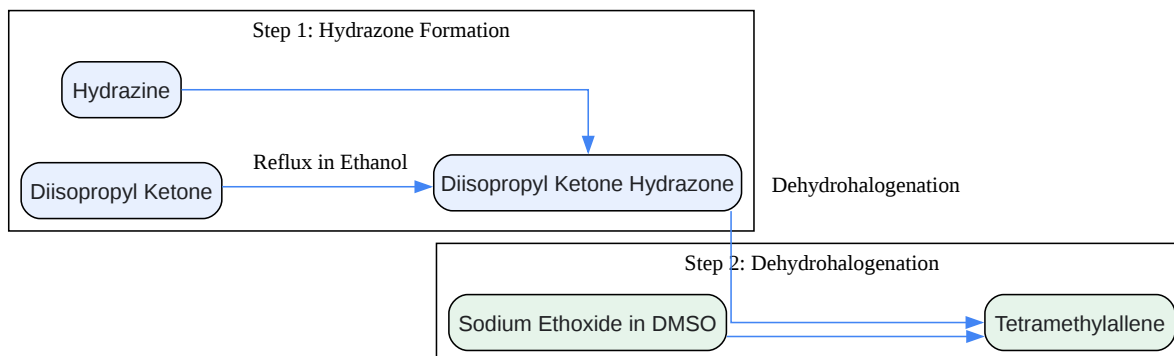 Step 1: Hydrazone Formation
Hydrazine
Reflux in Ethanol
Diisopropyl Ketone
Diisopropyl Ketone Hydrazone
Dehydrohalogenation
Step 2: Dehydrohalogenation
Sodium Ethoxide in DMSO
Tetramethylallene